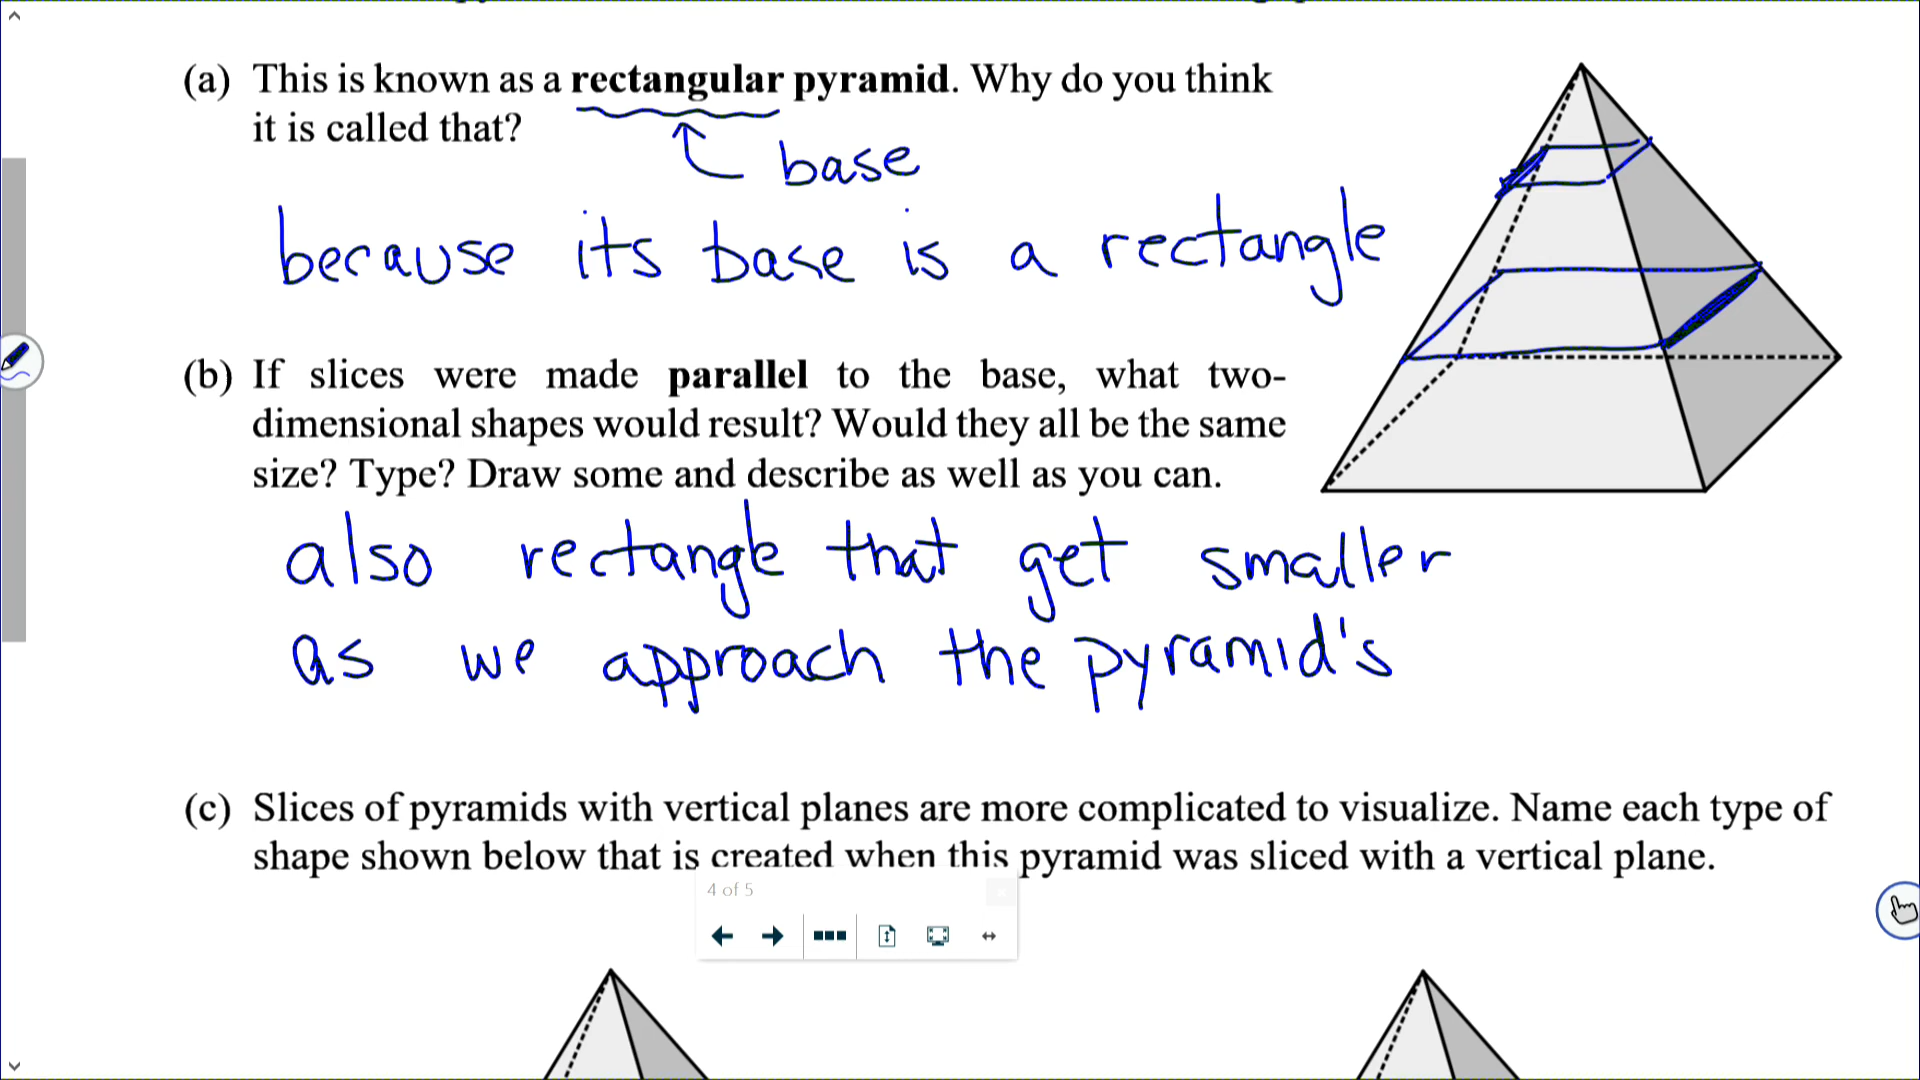 (a) This is known as a rectangular pyramid. Why do you think
it is called that?
base
because its base is a rectangle
(b) If slices were made parallel to the base, what two-
dimensional shapes would result? Would they all be the same
size? Type? Draw some and describe as well as you can.
also rectangle that get smaller
as we approach the pyramid's
(c) Slices of pyramids with vertical planes are more complicated to visualize. Name each type of
shape shown below that is created when this pyramid was sliced with a vertical plane.
4 of 5